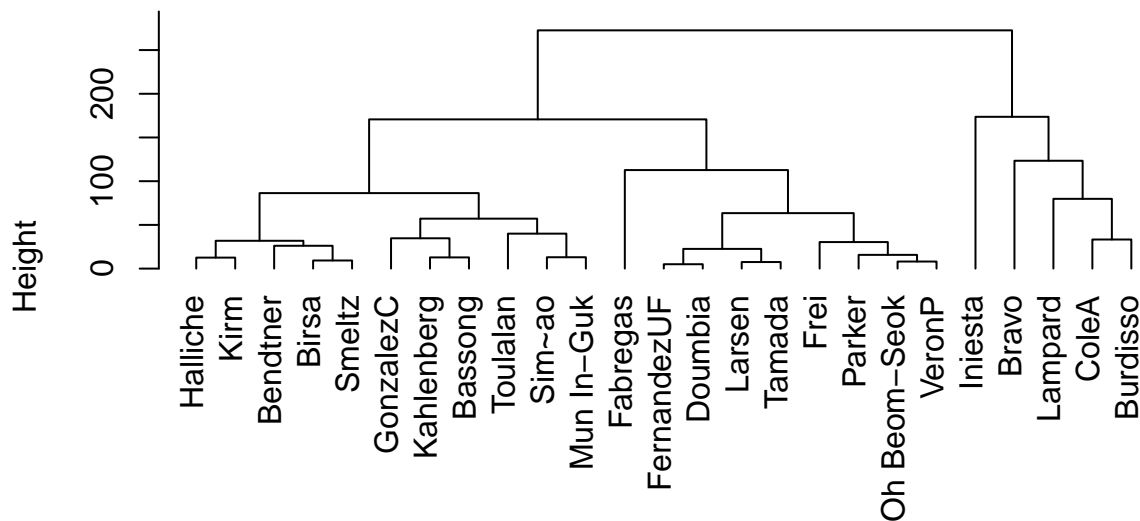 Height
0
100
200
Halliche
Kirm
Bendtner
Birsa
Smeltz
GonzalezC
Kahlenberg
Bassong
Toulalan
Sim~ao
Mun In−Guk
Fabregas
FernandezUF
Doumbia
Larsen
Tamada
Frei
Parker
Oh Beom−Seok
VeronP
Iniesta
Bravo
Lampard
ColeA
Burdisso